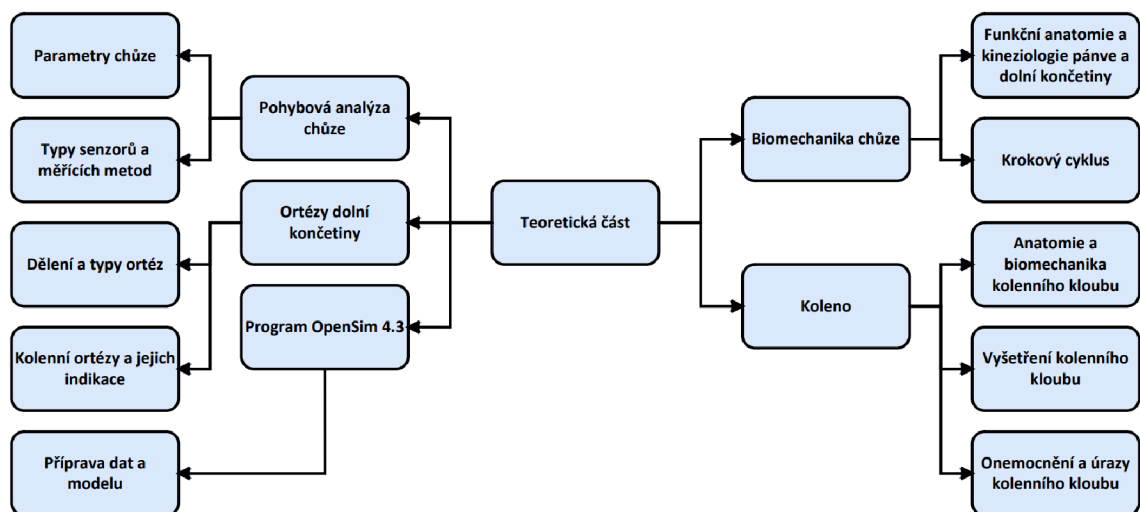 Parametry chůze
Typy senzorů a
měřících metod
Dělení a typy ortéz
Kolenní ortézy a jejich
indikace
Příprava dat a
modelu
Pohybová analýza
chůze
Ortézy dolní
končetiny
Program OpenSim 4.3
Teoretická část
Biomechanika chůze
Koleno
Funkční anatomie a
kineziologie pánve a
dolní končetiny
Krokový cyklus
Anatomie a
biomechanika
kolenního kloubu
Vyšetření kolenního
kloubu
Onemocnění a úrazy
kolenního kloubu